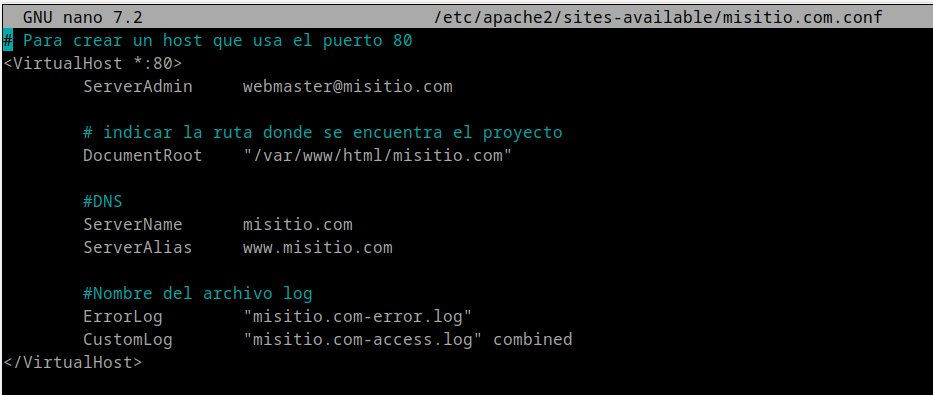 GNU nano 7.2 /etc/apache2/sites-available/misitio.com.conf
# Para crear un host que usa el puerto 80
<VirtualHost *:80>
ServerAdmin webmaster@misitio.com
# indicar la ruta donde se encuentra el proyecto
DocumentRoot "/var/www/html/misitio.com"
#DNS
ServerName misitio.com
ServerAlias www.misitio.com
#Nombre del archivo log
ErrorLog "misitio.com-error.log"
CustomLog "misitio.com-access.log" combined
</VirtualHost>